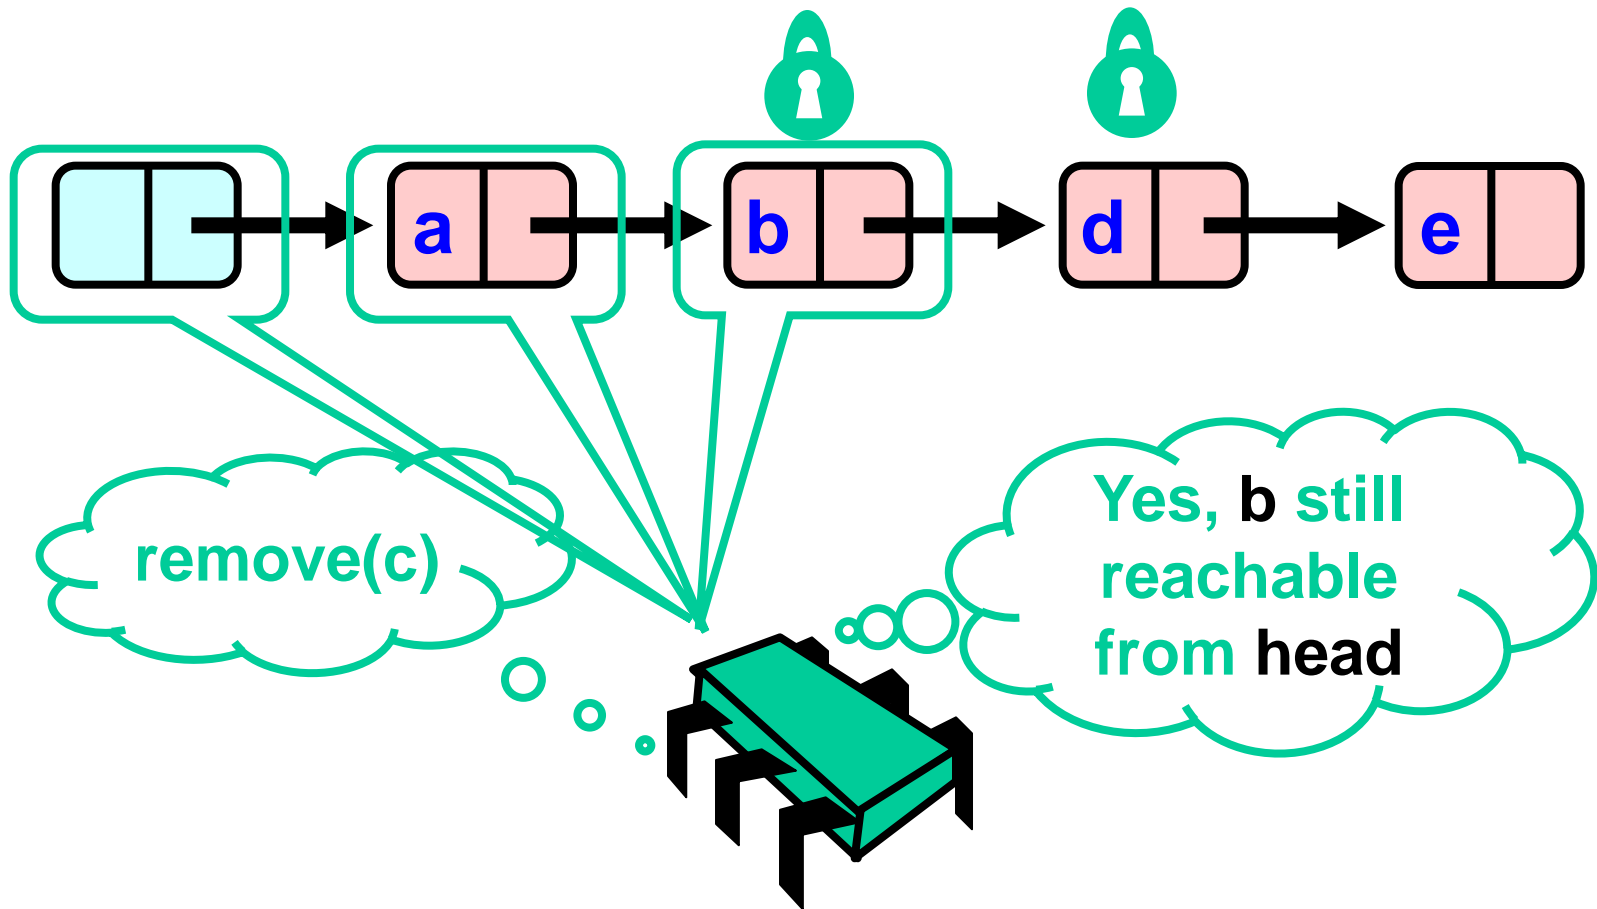 a b d e
remove(c)
Yes, b still
reachable
from head